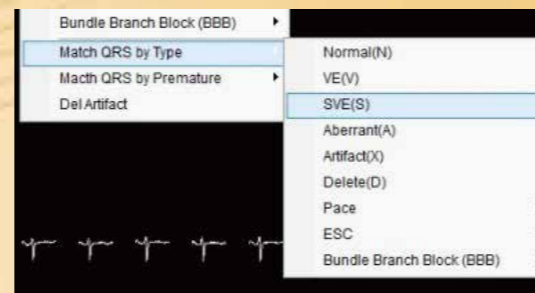 Bundle Branch Block (BBB)
Match QRS by Type
Macth QRS by Premature
Del Artifact
Normal(N)
VE(V)
SVE(S)
Aberrant(A)
Artifact(X)
Delete(D)
Pace
ESC
Bundle Branch Block (BBB)